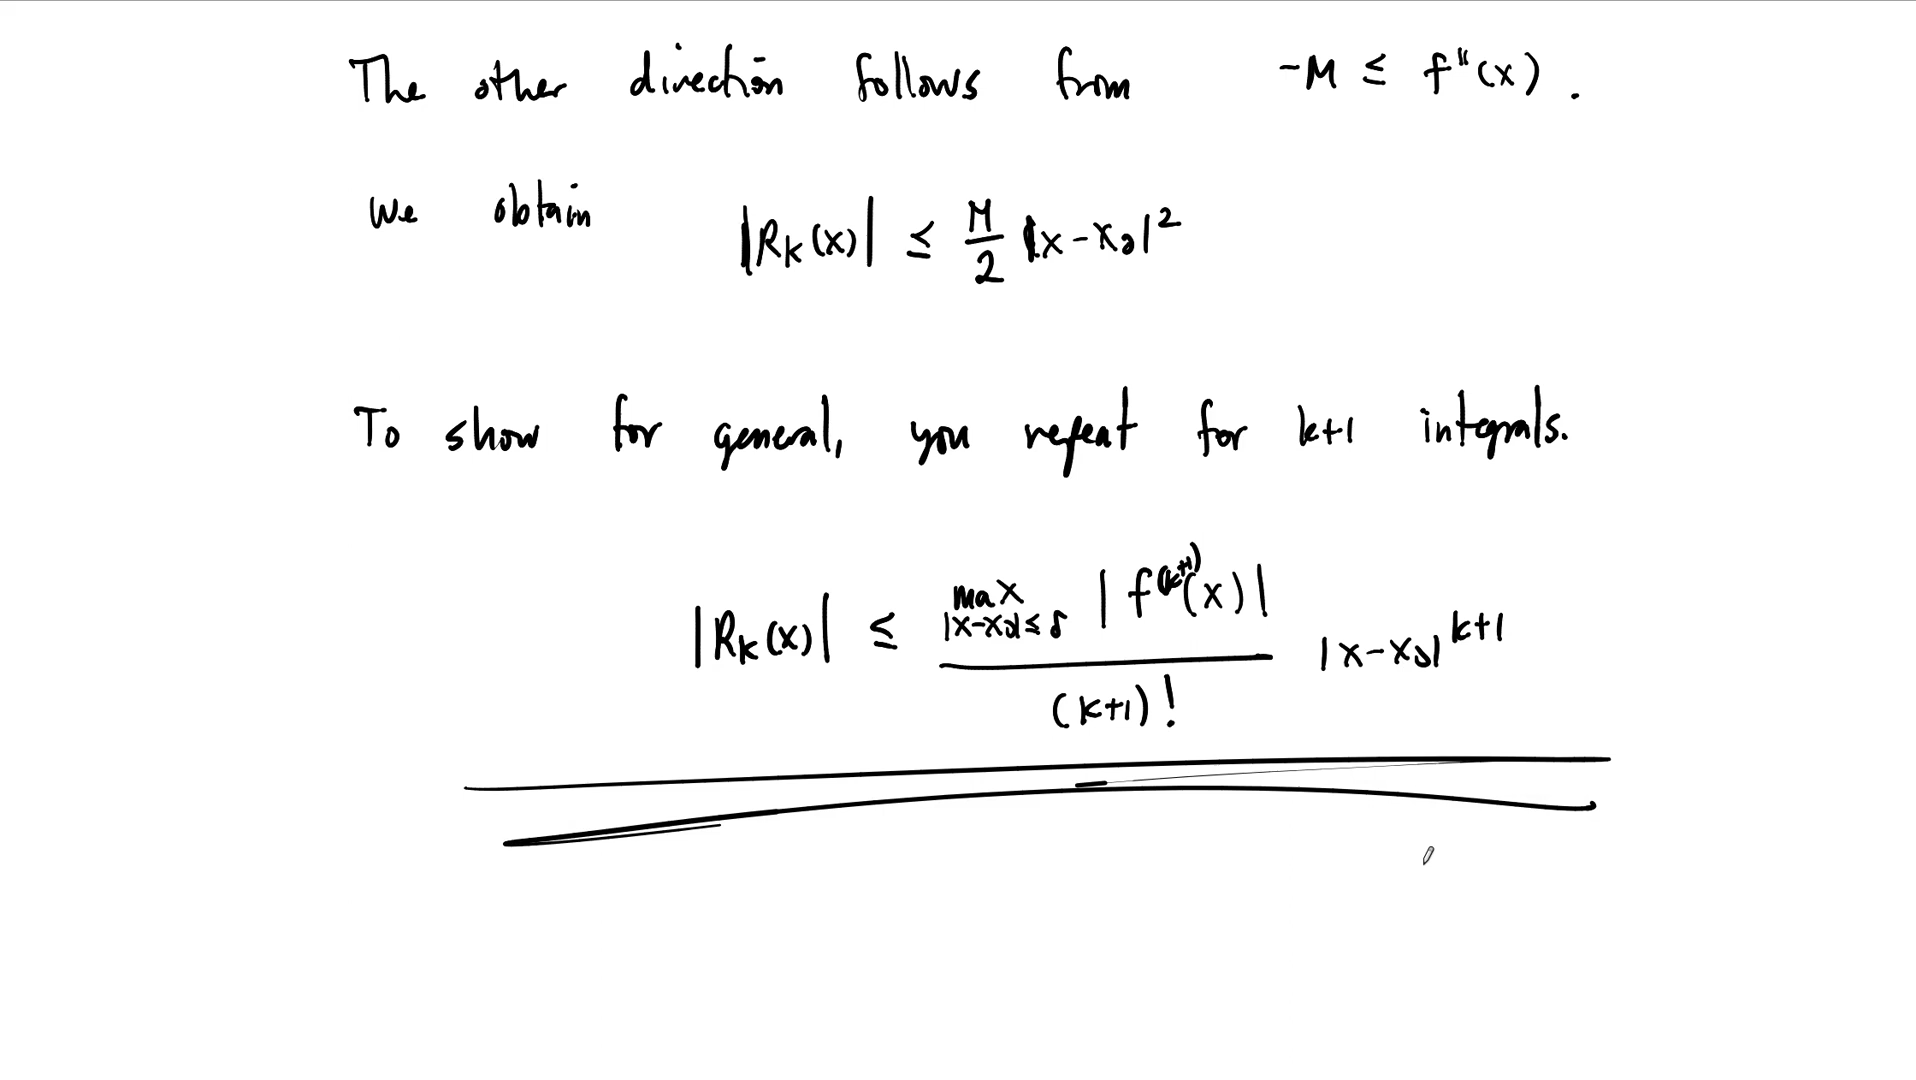 The other direction follows from -M ≤ f''(x).
We obtain |R_k(x)| ≤ M/2 |x-x_0|^2
To show for general, you repeat for k+1 integrals.
|R_k(x)| ≤ max_{|x-x_0|≤δ} |f^{(k+1)}(x)| / (k+1)! |x-x_0|^{k+1}